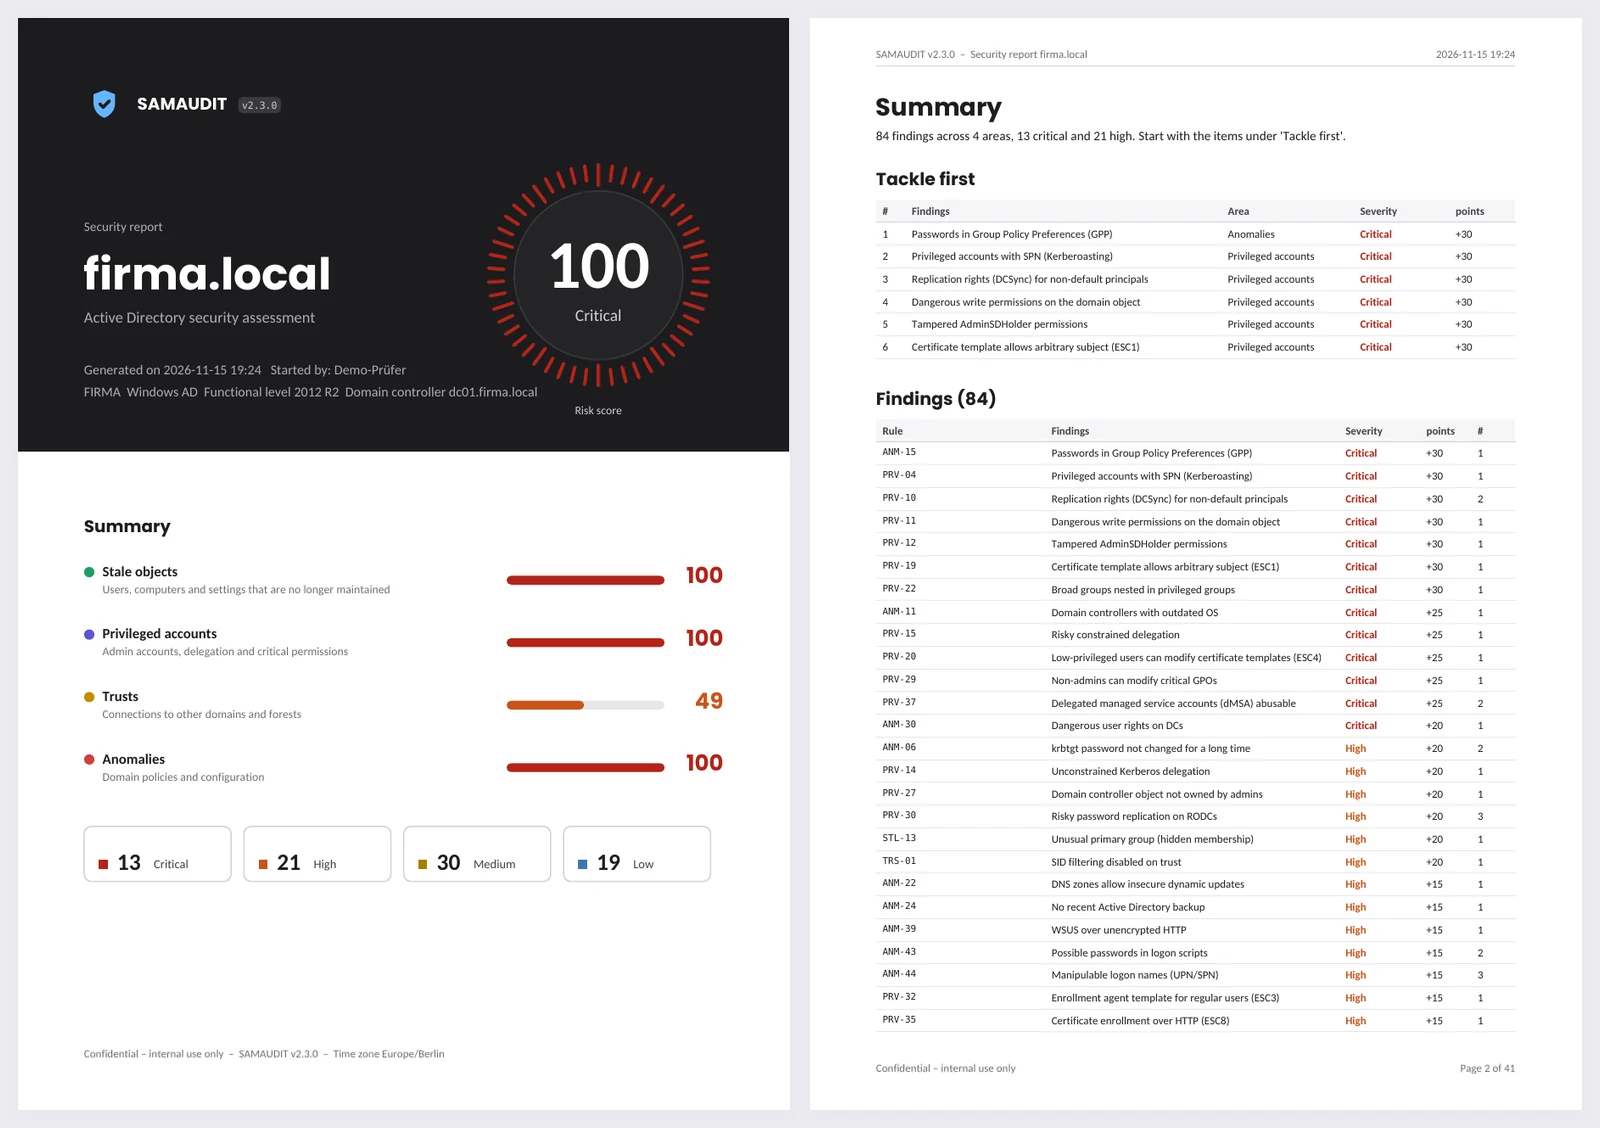 SAMAUDIT v2.3.0
Security report
firma.local
Active Directory security assessment
Generated on 2026-11-15 19:24 Started by: Demo-Prüfer
FIRMA Windows AD Functional level 2012 R2 Domain controller dc01.firma.local
100
Critical
Risk score
Summary
Stale objects 100
Users, computers and settings that are no longer maintained
Privileged accounts 100
Admin accounts, delegation and critical permissions
Trusts 49
Connections to other domains and forests
Anomalies 100
Domain policies and configuration
13 Critical 21 High 30 Medium 19 Low
Confidential – internal use only – SAMAUDIT v2.3.0 – Time zone Europe/Berlin
SAMAUDIT v2.3.0 – Security report firma.local 2026-11-15 19:24
Summary
84 findings across 4 areas, 13 critical and 21 high. Start with the items under 'Tackle first'.
Tackle first
# Findings Area Severity points
1 Passwords in Group Policy Preferences (GPP) Anomalies Critical +30
2 Privileged accounts with SPN (Kerberoasting) Privileged accounts Critical +30
3 Replication rights (DCSync) for non-default principals Privileged accounts Critical +30
4 Dangerous write permissions on the domain object Privileged accounts Critical +30
5 Tampered AdminSDHolder permissions Privileged accounts Critical +30
6 Certificate template allows arbitrary subject (ESC1) Privileged accounts Critical +30
Findings (84)
Rule Findings Severity points #
ANM-15 Passwords in Group Policy Preferences (GPP) Critical +30 1
PRV-04 Privileged accounts with SPN (Kerberoasting) Critical +30 1
PRV-10 Replication rights (DCSync) for non-default principals Critical +30 2
PRV-11 Dangerous write permissions on the domain object Critical +30 1
PRV-12 Tampered AdminSDHolder permissions Critical +30 1
PRV-19 Certificate template allows arbitrary subject (ESC1) Critical +30 1
PRV-22 Broad groups nested in privileged groups Critical +30 1
ANM-11 Domain controllers with outdated OS Critical +25 1
PRV-15 Risky constrained delegation Critical +25 1
PRV-20 Low-privileged users can modify certificate templates (ESC4) Critical +25 1
PRV-29 Non-admins can modify critical GPOs Critical +25 1
PRV-37 Delegated managed service accounts (dMSA) abusable Critical +25 2
ANM-30 Dangerous user rights on DCs Critical +20 1
ANM-06 krbtgt password not changed for a long time High +20 2
PRV-14 Unconstrained Kerberos delegation High +20 1
PRV-27 Domain controller object not owned by admins High +20 1
PRV-30 Risky password replication on RODCs High +20 3
STL-13 Unusual primary group (hidden membership) High +20 1
TRS-01 SID filtering disabled on trust High +20 1
ANM-22 DNS zones allow insecure dynamic updates High +15 1
ANM-24 No recent Active Directory backup High +15 1
ANM-39 WSUS over unencrypted HTTP High +15 1
ANM-43 Possible passwords in logon scripts High +15 2
ANM-44 Manipulable logon names (UPN/SPN) High +15 3
PRV-32 Enrollment agent template for regular users (ESC3) High +15 1
PRV-35 Certificate enrollment over HTTP (ESC8) High +15 1
Confidential – internal use only Page 2 of 41